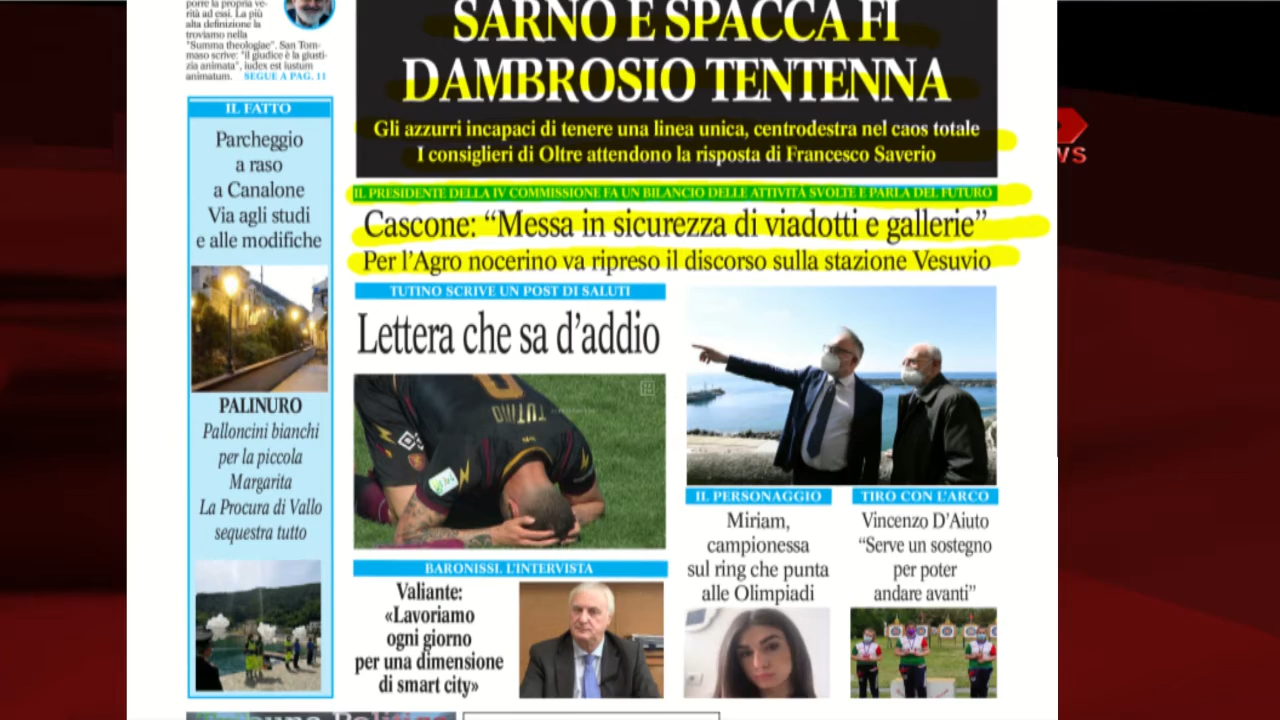 porre la propria ve-
rità ad essi. La più
alta definizione la
troviamo nella
"Summa theologiae". San Tom-
maso scrive: "il giudice è la giusti-
zia animata", iudex est iustum
animatum. SEGUE A PAG. 11
IL FATTO
Parcheggio
a raso
a Canalone
Via agli studi
e alle modifiche
PALINURO
Palloncini bianchi
per la piccola
Margarita
La Procura di Vallo
sequestra tutto
SARNO E SPACCA FI
DAMBROSIO TENTENNA
Gli azzurri incapaci di tenere una linea unica, centrodestra nel caos totale
I consiglieri di Oltre attendono la risposta di Francesco Saverio
IL PRESIDENTE DELLA IV COMMISSIONE FA UN BILANCIO DELLE ATTIVITÀ SVOLTE E PARLA DEL FUTURO
Cascone: “Messa in sicurezza di viadotti e gallerie”
Per l’Agro nocerino va ripreso il discorso sulla stazione Vesuvio
TUTINO SCRIVE UN POST DI SALUTI
Lettera che sa d’addio
TUTINO
BARONISSI. L'INTERVISTA
Valiante:
«Lavoriamo
ogni giorno
per una dimensione
di smart city»
IL PERSONAGGIO
Miriam,
campionessa
sul ring che punta
alle Olimpiadi
TIRO CON L'ARCO
Vincenzo D’Aiuto
“Serve un sostegno
per poter
andare avanti”
WS